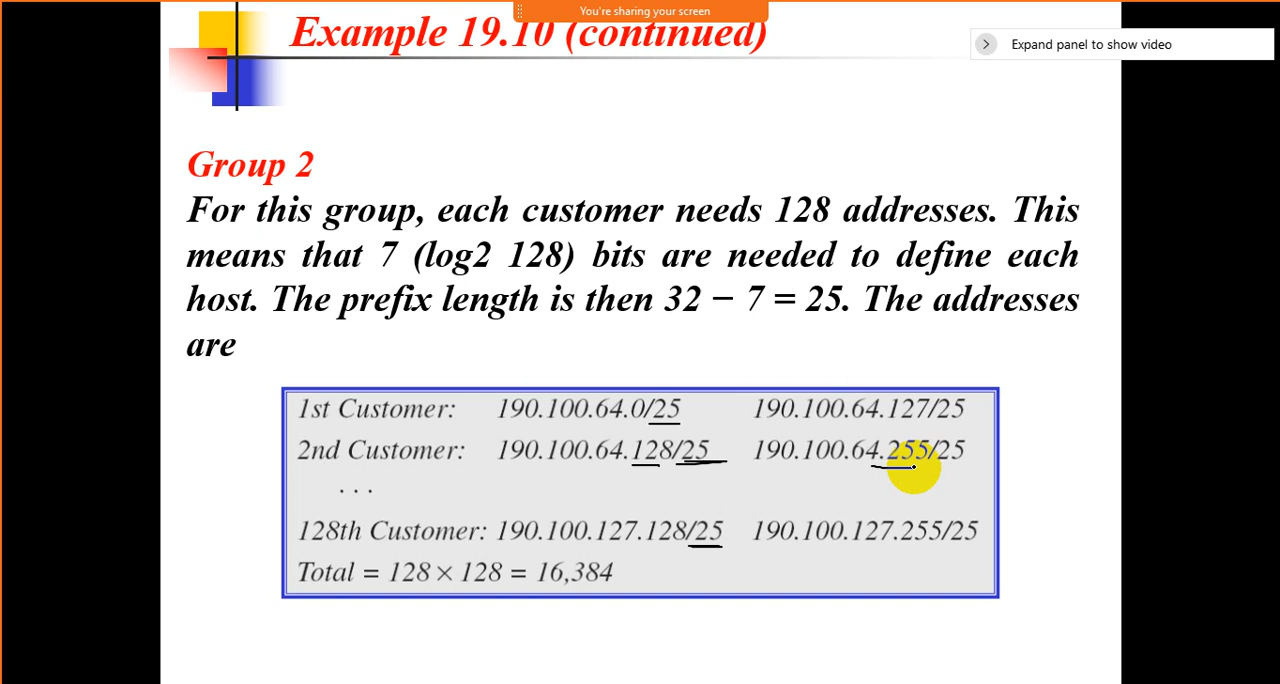 You're sharing your screen
Example 19.10 (continued)
Expand panel to show video
Group 2
For this group, each customer needs 128 addresses. This
means that 7 (log2 128) bits are needed to define each
host. The prefix length is then 32 − 7 = 25. The addresses
are
1st Customer: 190.100.64.0/25 190.100.64.127/25
2nd Customer: 190.100.64.128/25 190.100.64.255/25
. . .
128th Customer: 190.100.127.128/25 190.100.127.255/25
Total = 128 × 128 = 16,384